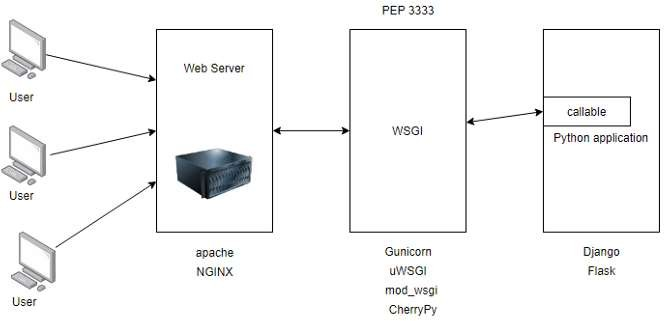 PEP 3333
User
User
User
Web Server
apache
NGINX
WSGI
Gunicorn
uWSGI
mod_wsgi
CherryPy
callable
Python application
Django
Flask